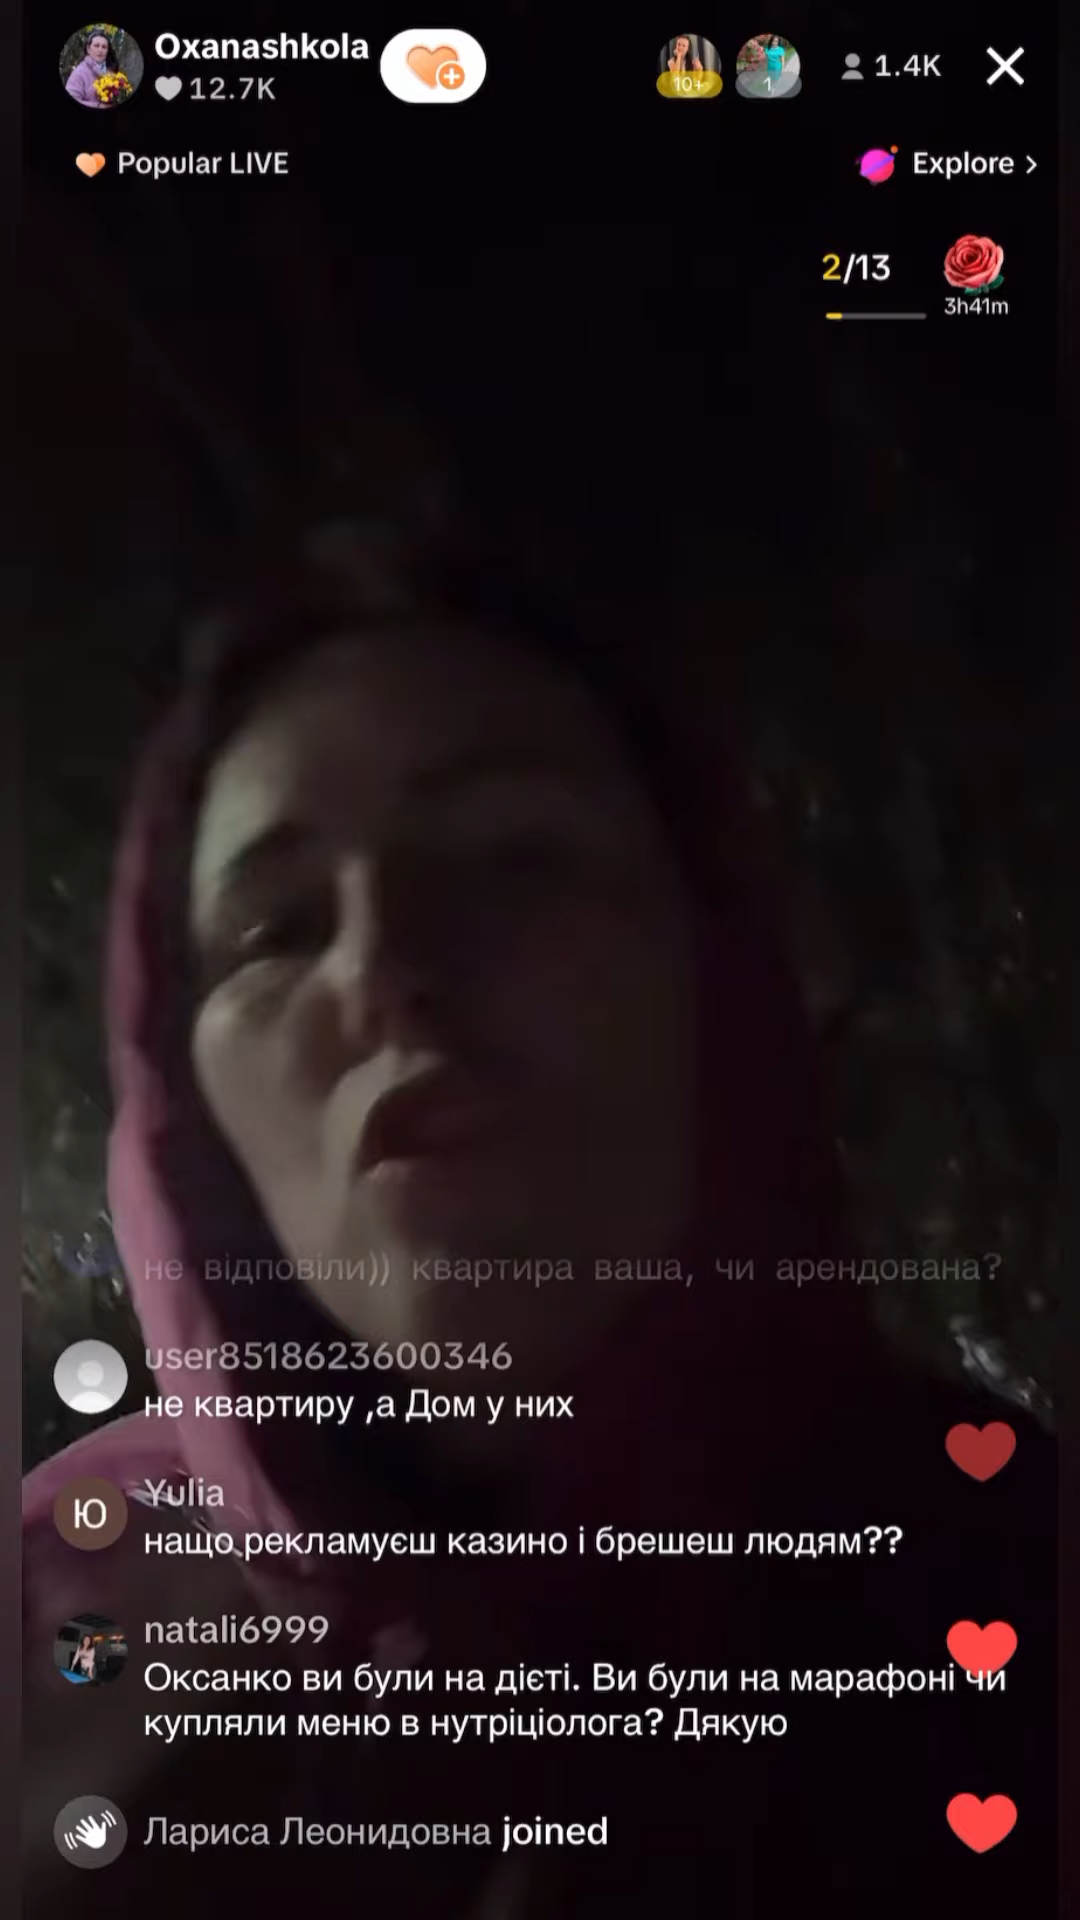 Oxanashkola
12.7K
10+
1
1.4K
Popular LIVE
Explore >
2/13
3h41m
не відповіли)) квартира ваша, чи арендована?
user8518623600346
не квартиру ,а Дом у них
Ю
Yulia
нащо рекламуєш казино і брешеш людям??
natali6999
Оксанко ви були на дієті. Ви були на марафоні чи
купляли меню в нутріціолога? Дякую
Лариса Леонидовна joined